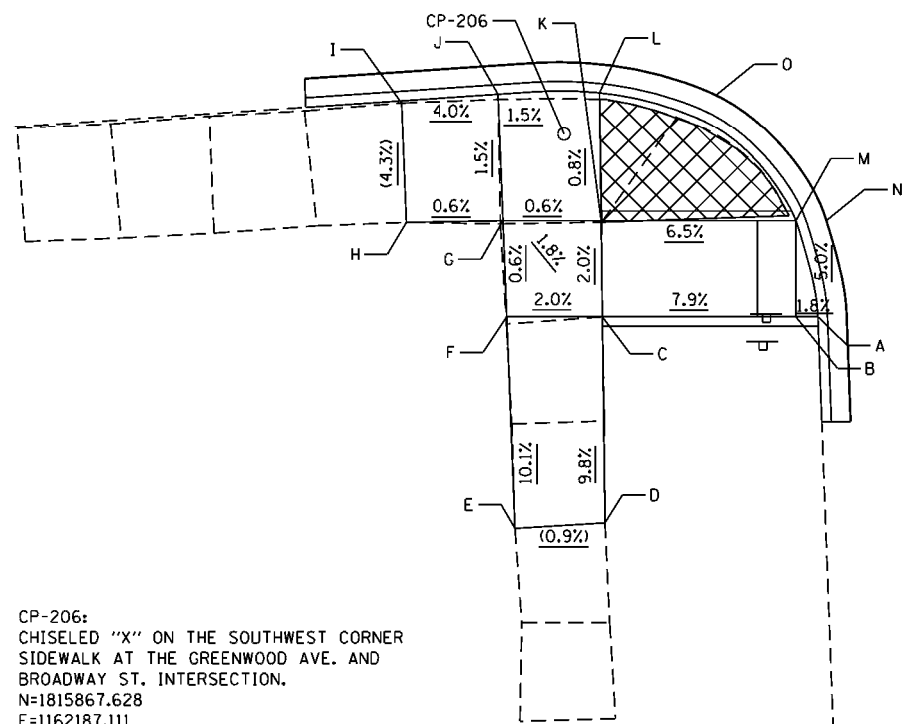 CP-206
K
L
J
I
O
4.0%
1.5%
M
(4.3%)
1.5%
0.8%
N
0.6%
0.6%
6.5%
H
G
0.6%
1.8%
2.0%
5.0%
2.0%
7.9%
1.8%
F
C
B
A
10.1%
9.8%
E
D
(0.9%)
CP-206:
CHISELED "X" ON THE SOUTHWEST CORNER
SIDEWALK AT THE GREENWOOD AVE. AND
BROADWAY ST. INTERSECTION.
N=1815867.628
E=1162187.111